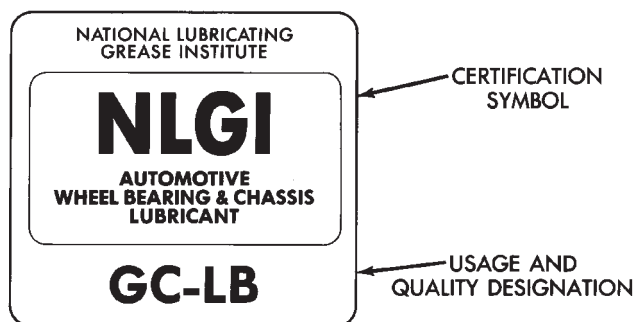 NATIONAL LUBRICATING
GREASE INSTITUTE
NLGI
AUTOMOTIVE
WHEEL BEARING & CHASSIS
LUBRICANT
GC-LB
CERTIFICATION
SYMBOL
USAGE AND
QUALITY DESIGNATION